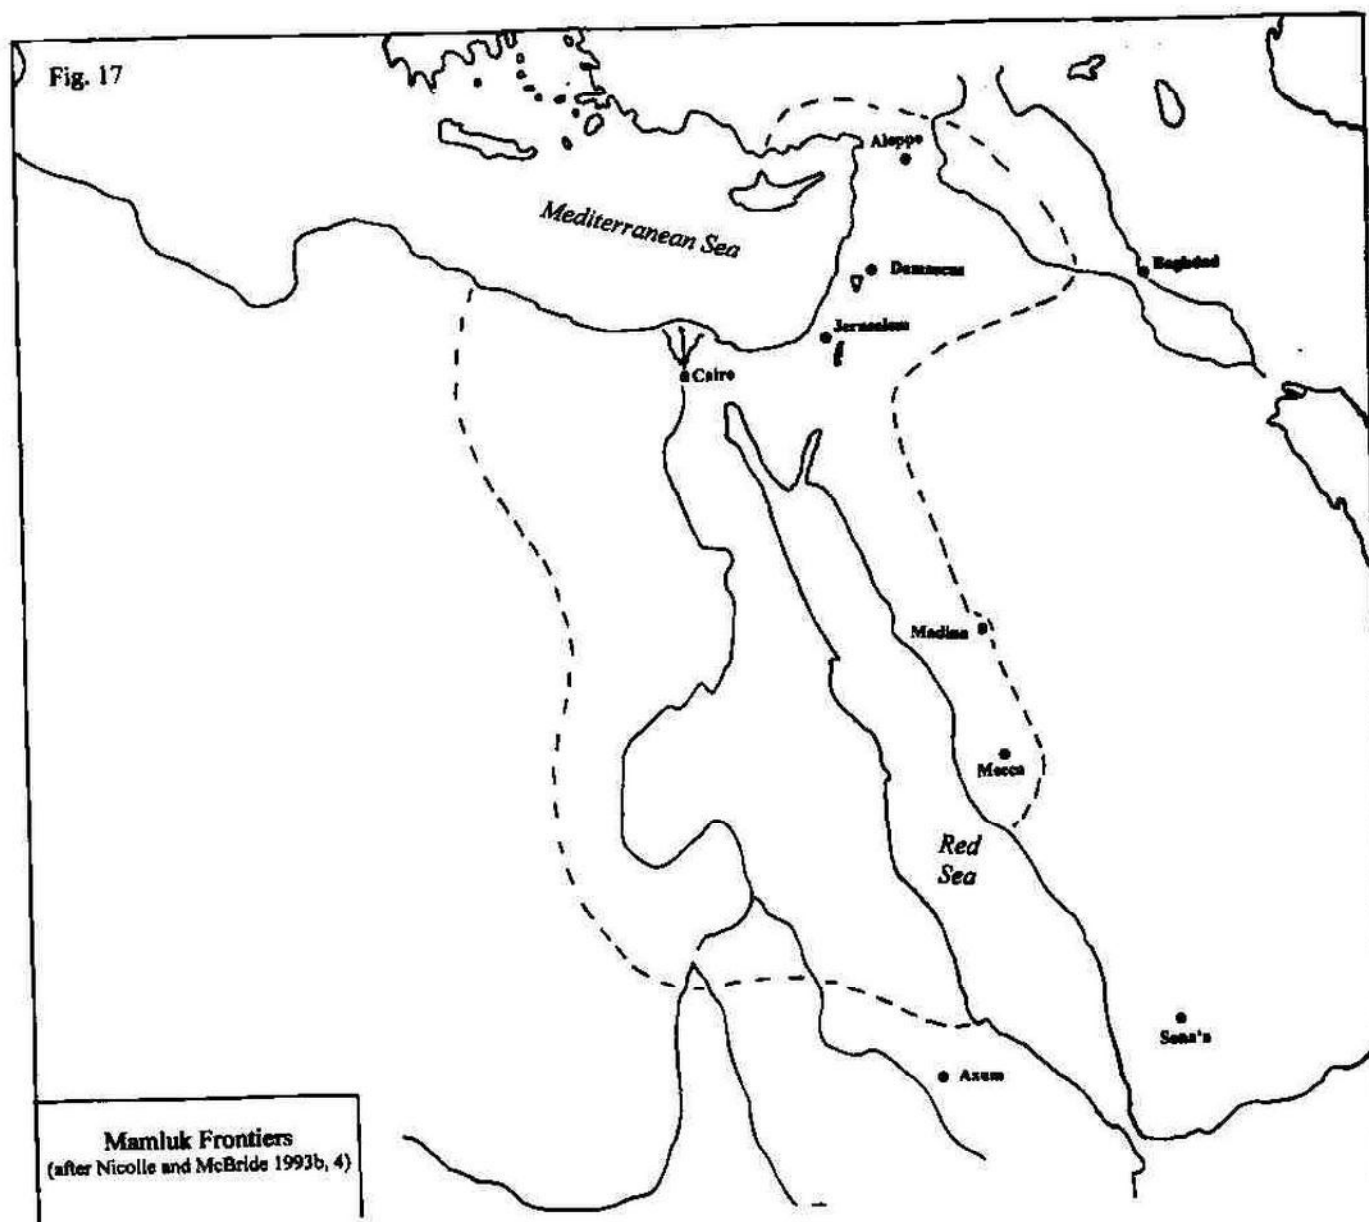 Fig. 17
Aleppo
Mediterranean Sea
Damascus
Baghdad
Jerusalem
Cairo
Madina
Mecca
Red
Sea
Sana'a
Axum
Mamluk Frontiers
(after Nicolle and McBride 1993b, 4)